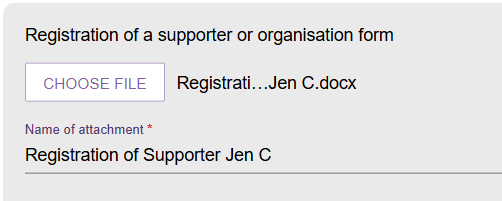 Registration of a supporter or organisation form
CHOOSE FILE Registrati…Jen C.docx
Name of attachment *
Registration of Supporter Jen C